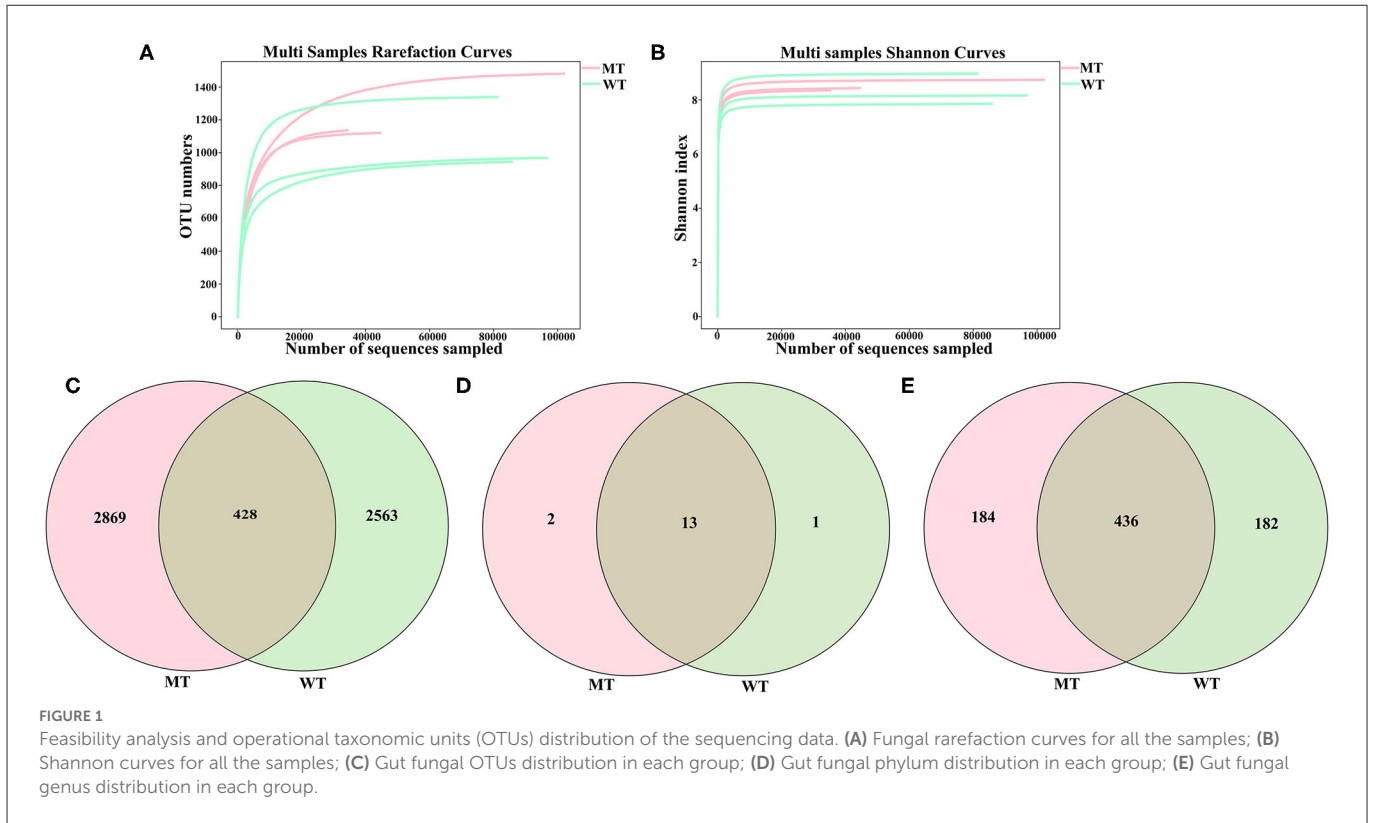 A
Multi Samples Rarefaction Curves
MT
WT
1400
1200
1000
800
600
400
200
0
OTU numbers
0 20000 40000 60000 80000 100000
Number of sequences sampled
B
Multi samples Shannon Curves
MT
WT
8
6
4
2
0
Shannon index
0 20000 40000 60000 80000 100000
Number of sequences sampled
C
2869 428 2563
MT WT
D
2 13 1
MT WT
E
184 436 182
MT WT
FIGURE 1
Feasibility analysis and operational taxonomic units (OTUs) distribution of the sequencing data. (A) Fungal rarefaction curves for all the samples; (B)
Shannon curves for all the samples; (C) Gut fungal OTUs distribution in each group; (D) Gut fungal phylum distribution in each group; (E) Gut fungal
genus distribution in each group.